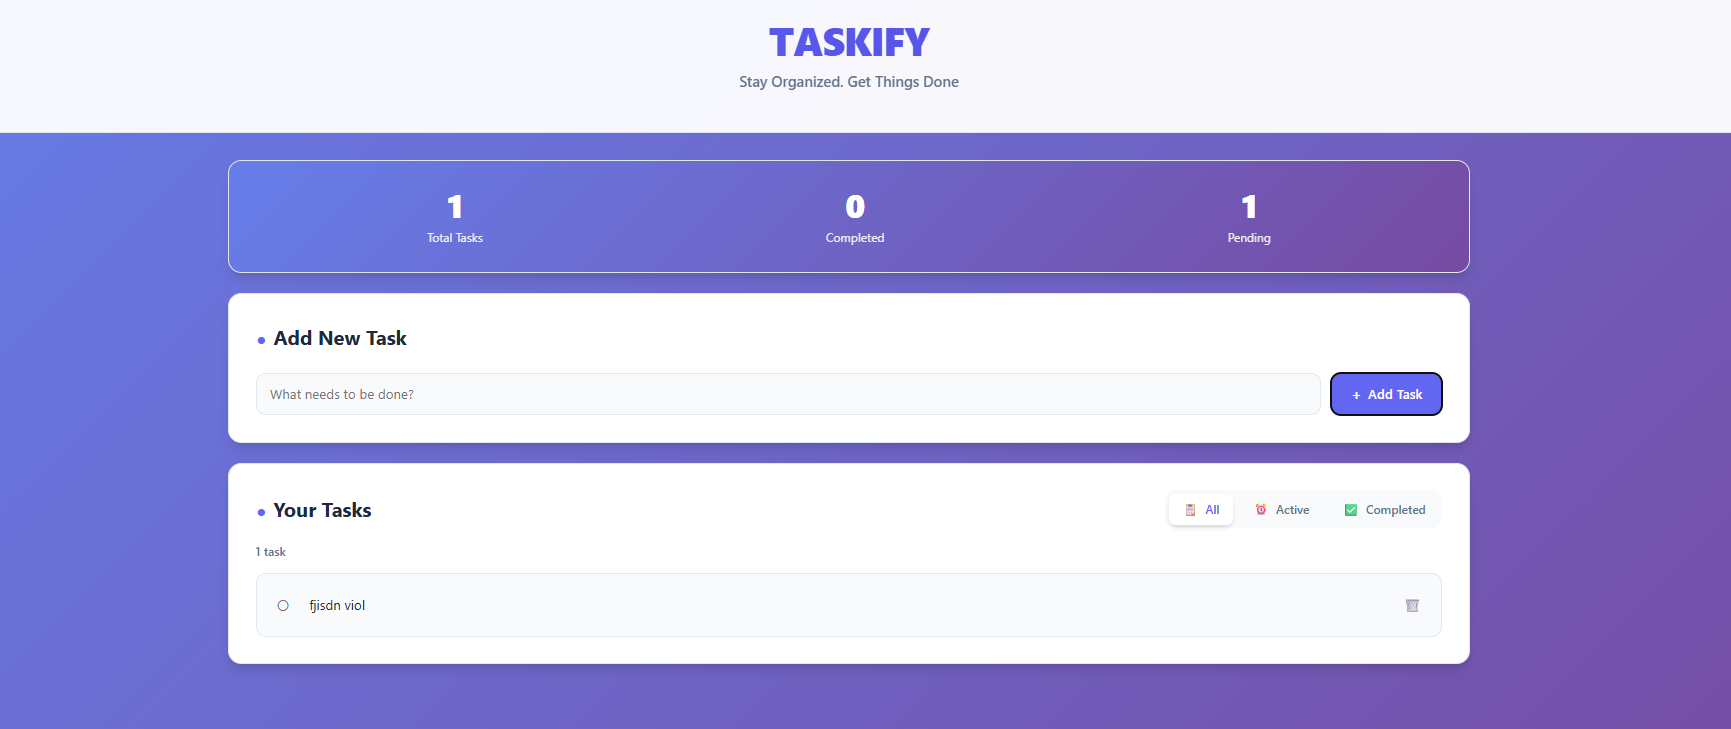 TASKIFY
Stay Organized. Get Things Done
1 0 1
Total Tasks Completed Pending
Add New Task
What needs to be done? + Add Task
Your Tasks All Active Completed
1 task
fjisdn viol